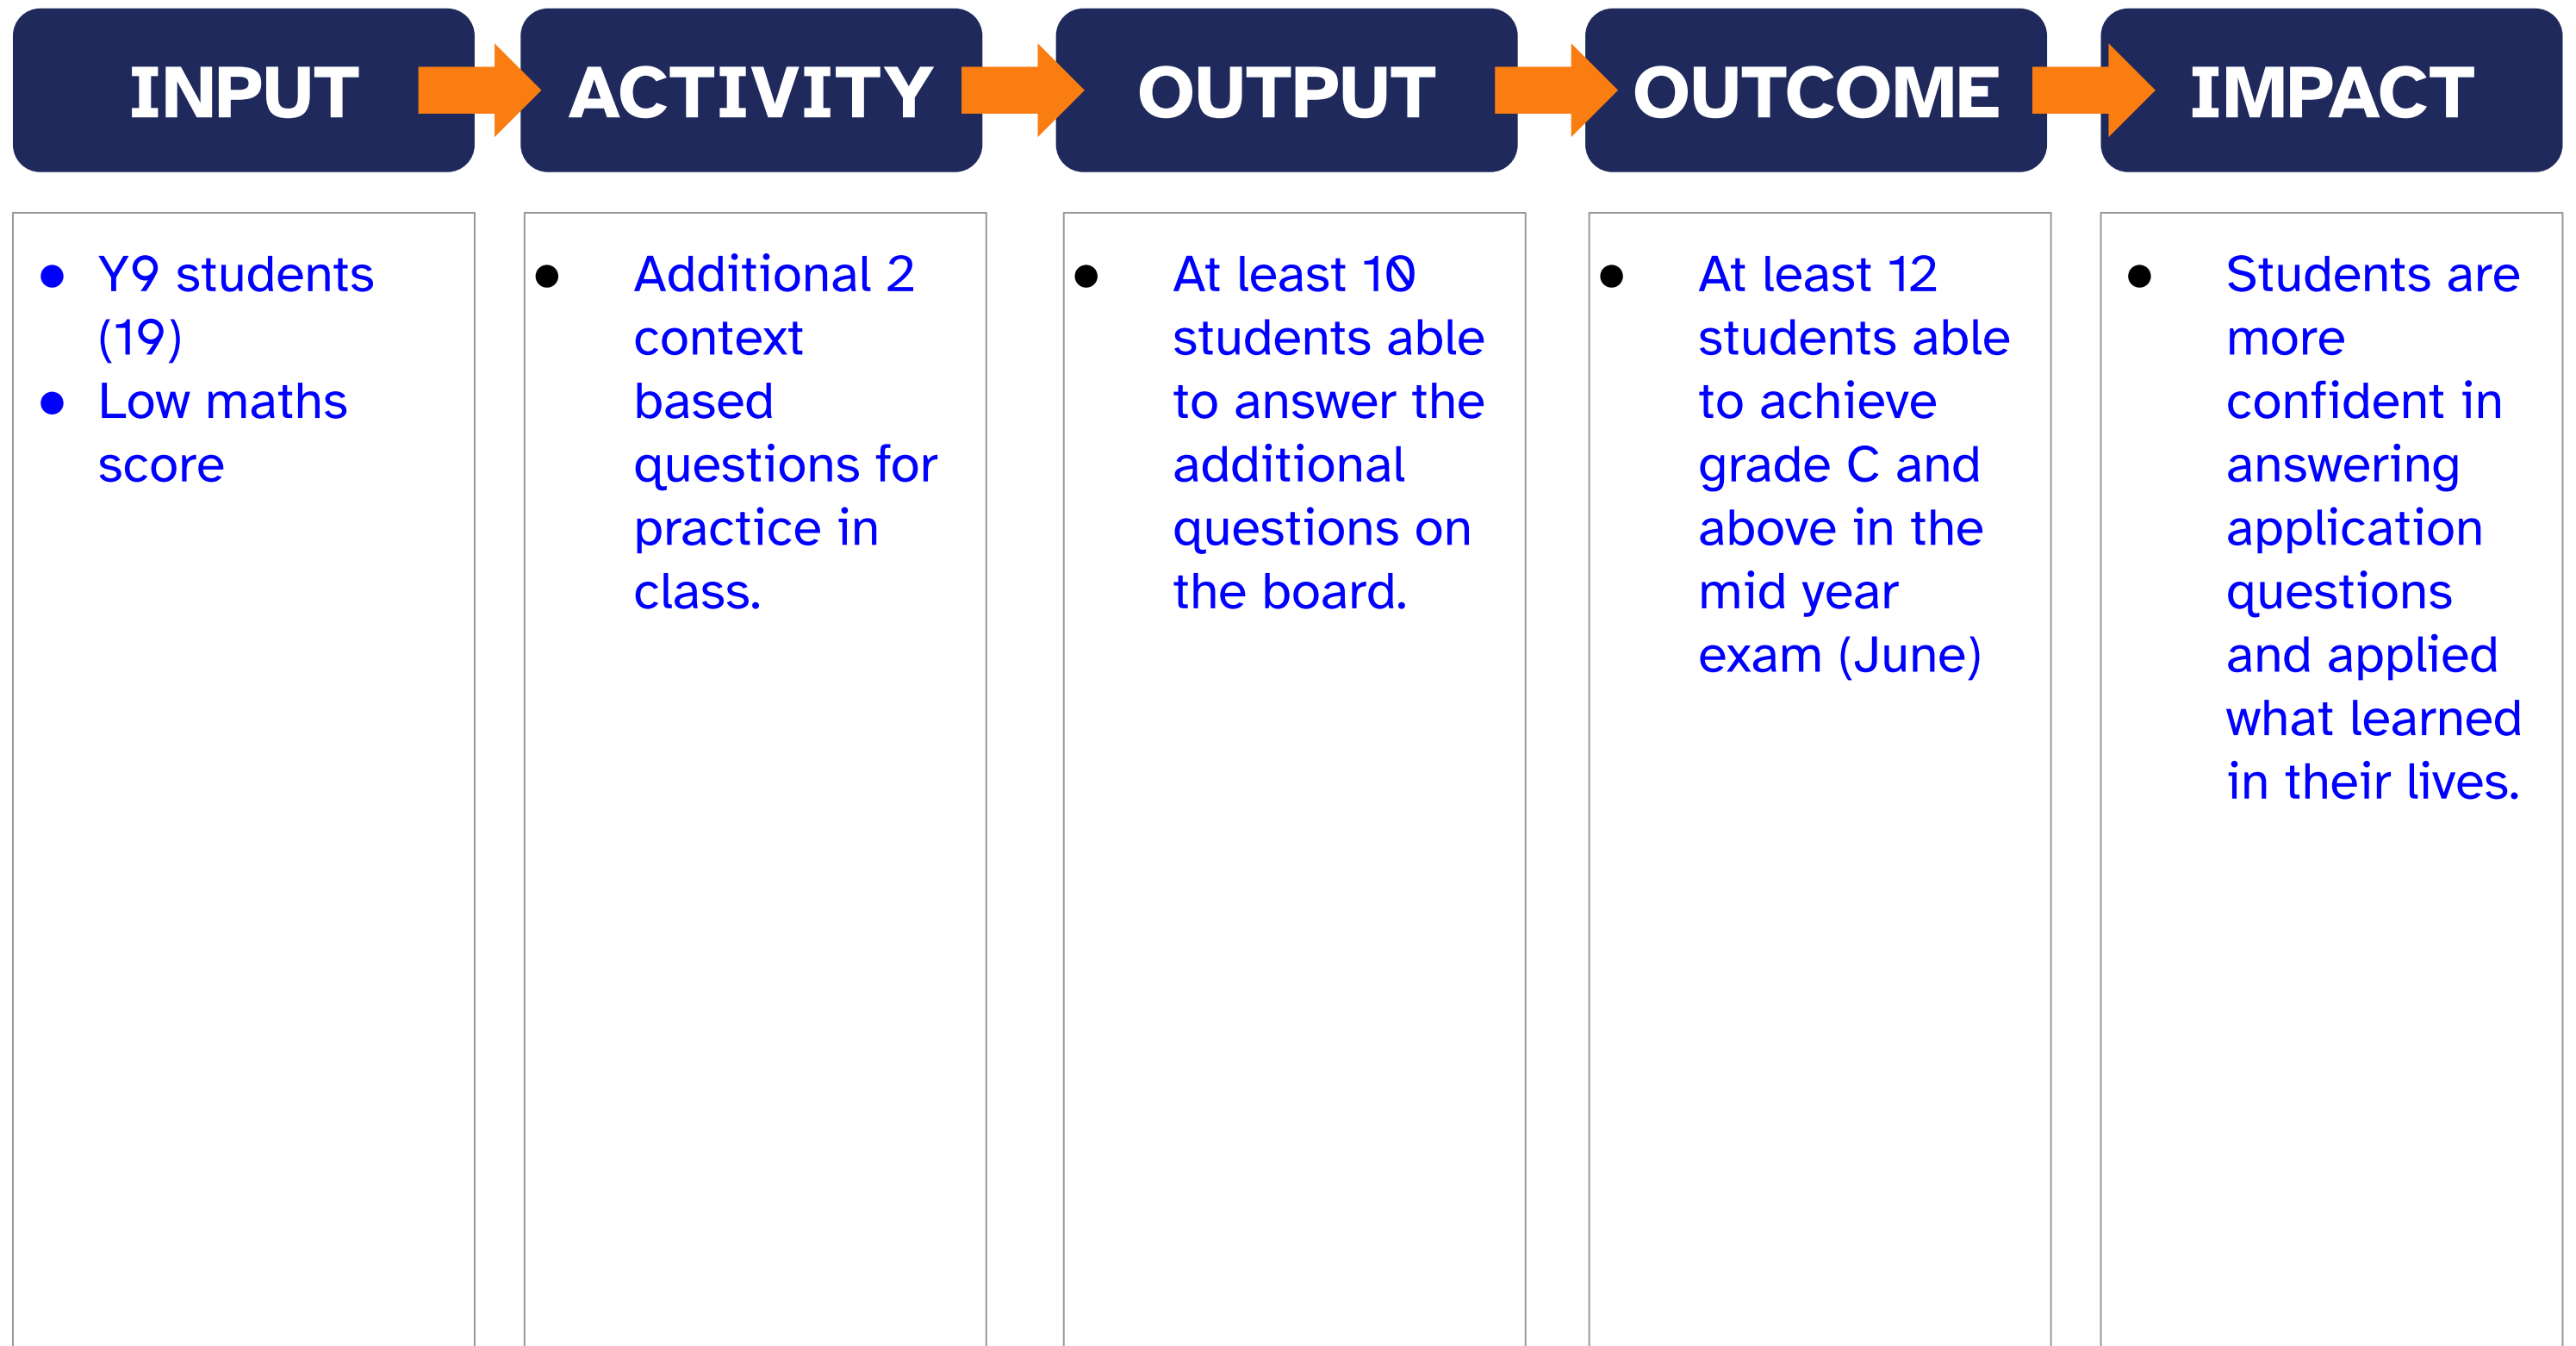 INPUT
ACTIVITY
OUTPUT
OUTCOME
IMPACT
● Y9 students
(19)
● Low maths
score
● Additional 2
context
based
questions for
practice in
class.
● At least 10
students able
to answer the
additional
questions on
the board.
● At least 12
students able
to achieve
grade C and
above in the
mid year
exam (June)
● Students are
more
confident in
answering
application
questions
and applied
what learned
in their lives.